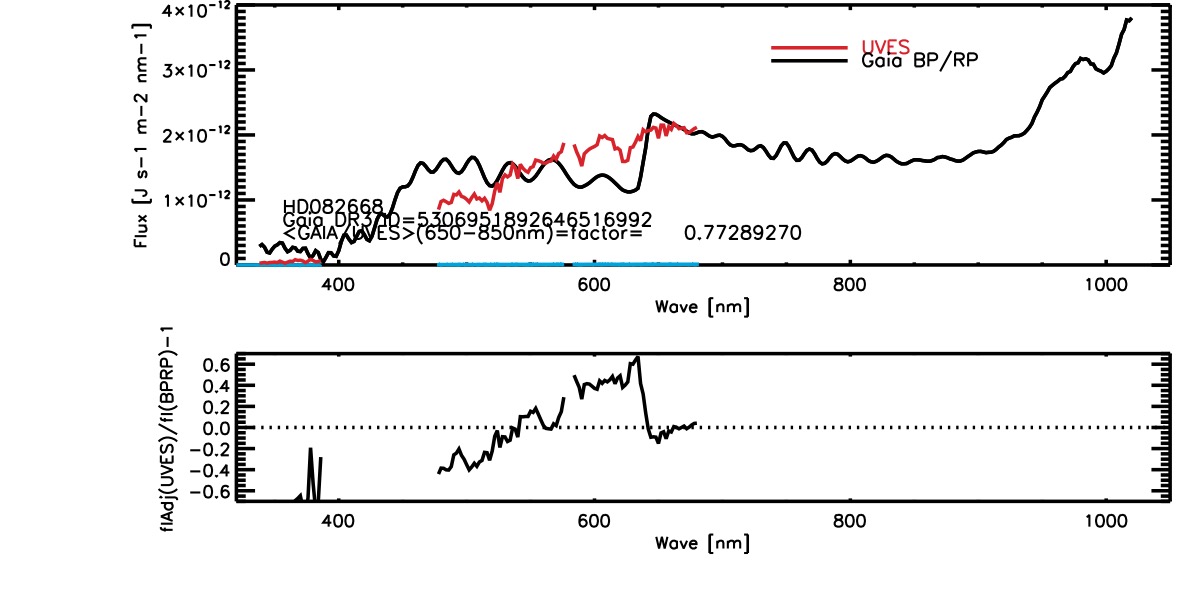 4×10-12
3×10-12
2×10-12
1×10-12
0
Flux [J s-1 m-2 nm-1]
UVES
Gaia BP/RP
HD082668
Gaia DR3 ID=5306951892646516992
<GAIA/UVES>(650-850nm)=factor= 0.77289270
400 600 800 1000
Wave [nm]
0.6
0.4
0.2
0.0
-0.2
-0.4
-0.6
flAdj(UVES)/fl(BPRP)-1
400 600 800 1000
Wave [nm]